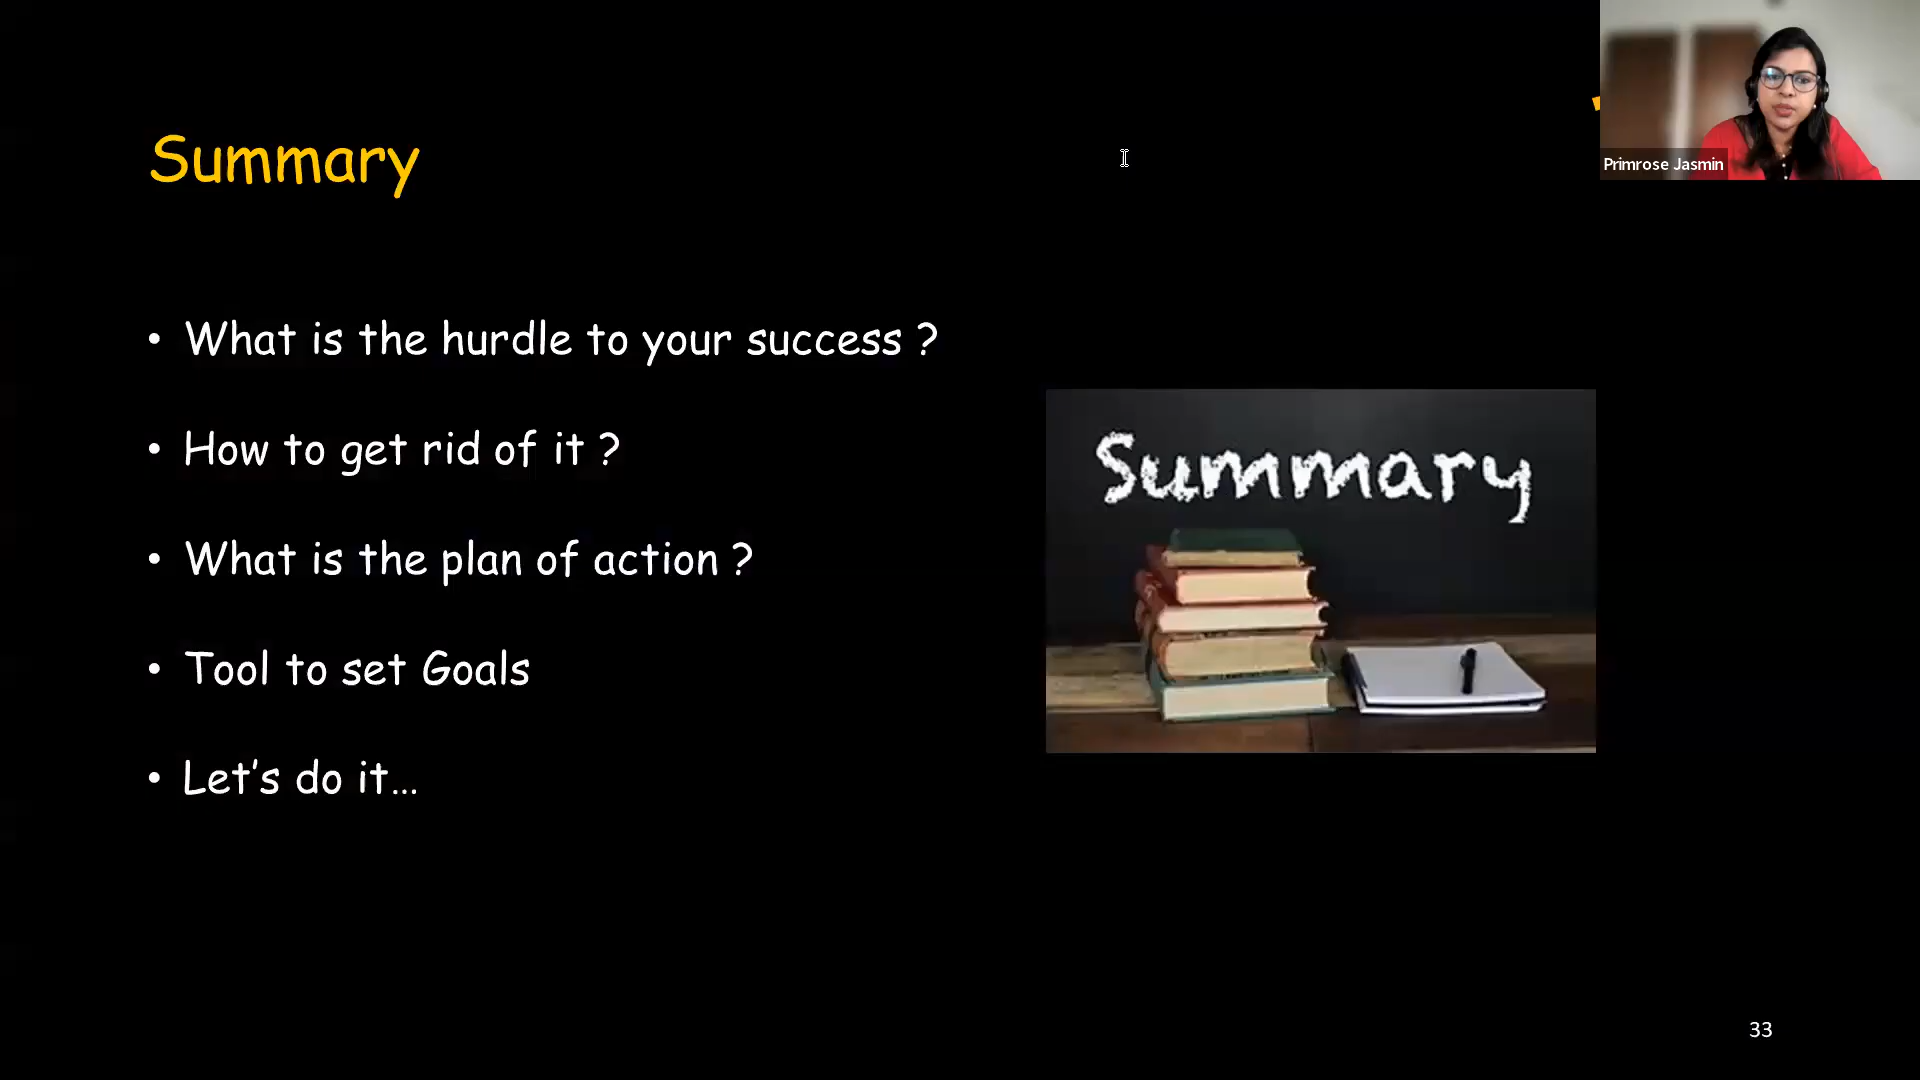 Summary
Primrose Jasmin
• What is the hurdle to your success ?
• How to get rid of it ?
• What is the plan of action ?
• Tool to set Goals
• Let's do it...
Summary
33